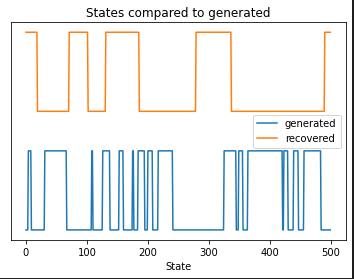 States compared to generated
generated
recovered
0 100 200 300 400 500
State